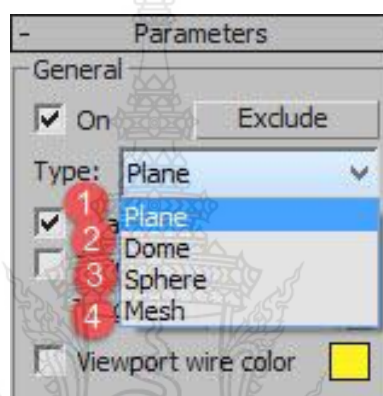 - Parameters
General
On Exclude
Type: Plane
1 Plane
2 Dome
3 Sphere
4 Mesh
Viewport wire color